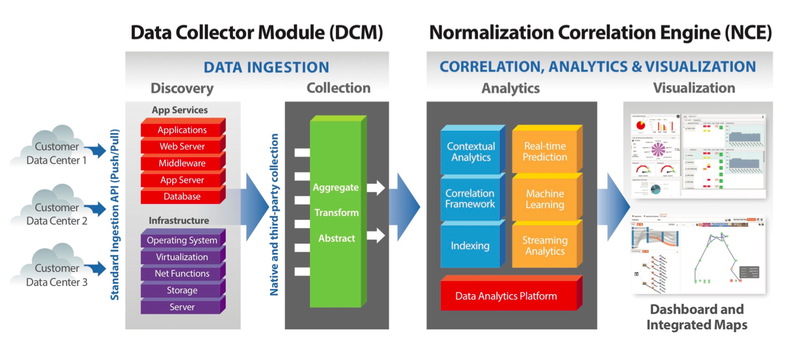 Data Collector Module (DCM)
Normalization Correlation Engine (NCE)
DATA INGESTION
CORRELATION, ANALYTICS & VISUALIZATION
Discovery
Collection
Analytics
Visualization
Customer
Data Center 1
Customer
Data Center 2
Customer
Data Center 3
Standard Ingestion API (Push/Pull)
App Services
Applications
Web Server
Middleware
App Server
Database
Infrastructure
Operating System
Virtualization
Net Functions
Storage
Server
Native and third-party collection
Aggregate
Transform
Abstract
Contextual
Analytics
Real-time
Prediction
Correlation
Framework
Machine
Learning
Indexing
Streaming
Analytics
Data Analytics Platform
Dashboard and
Integrated Maps